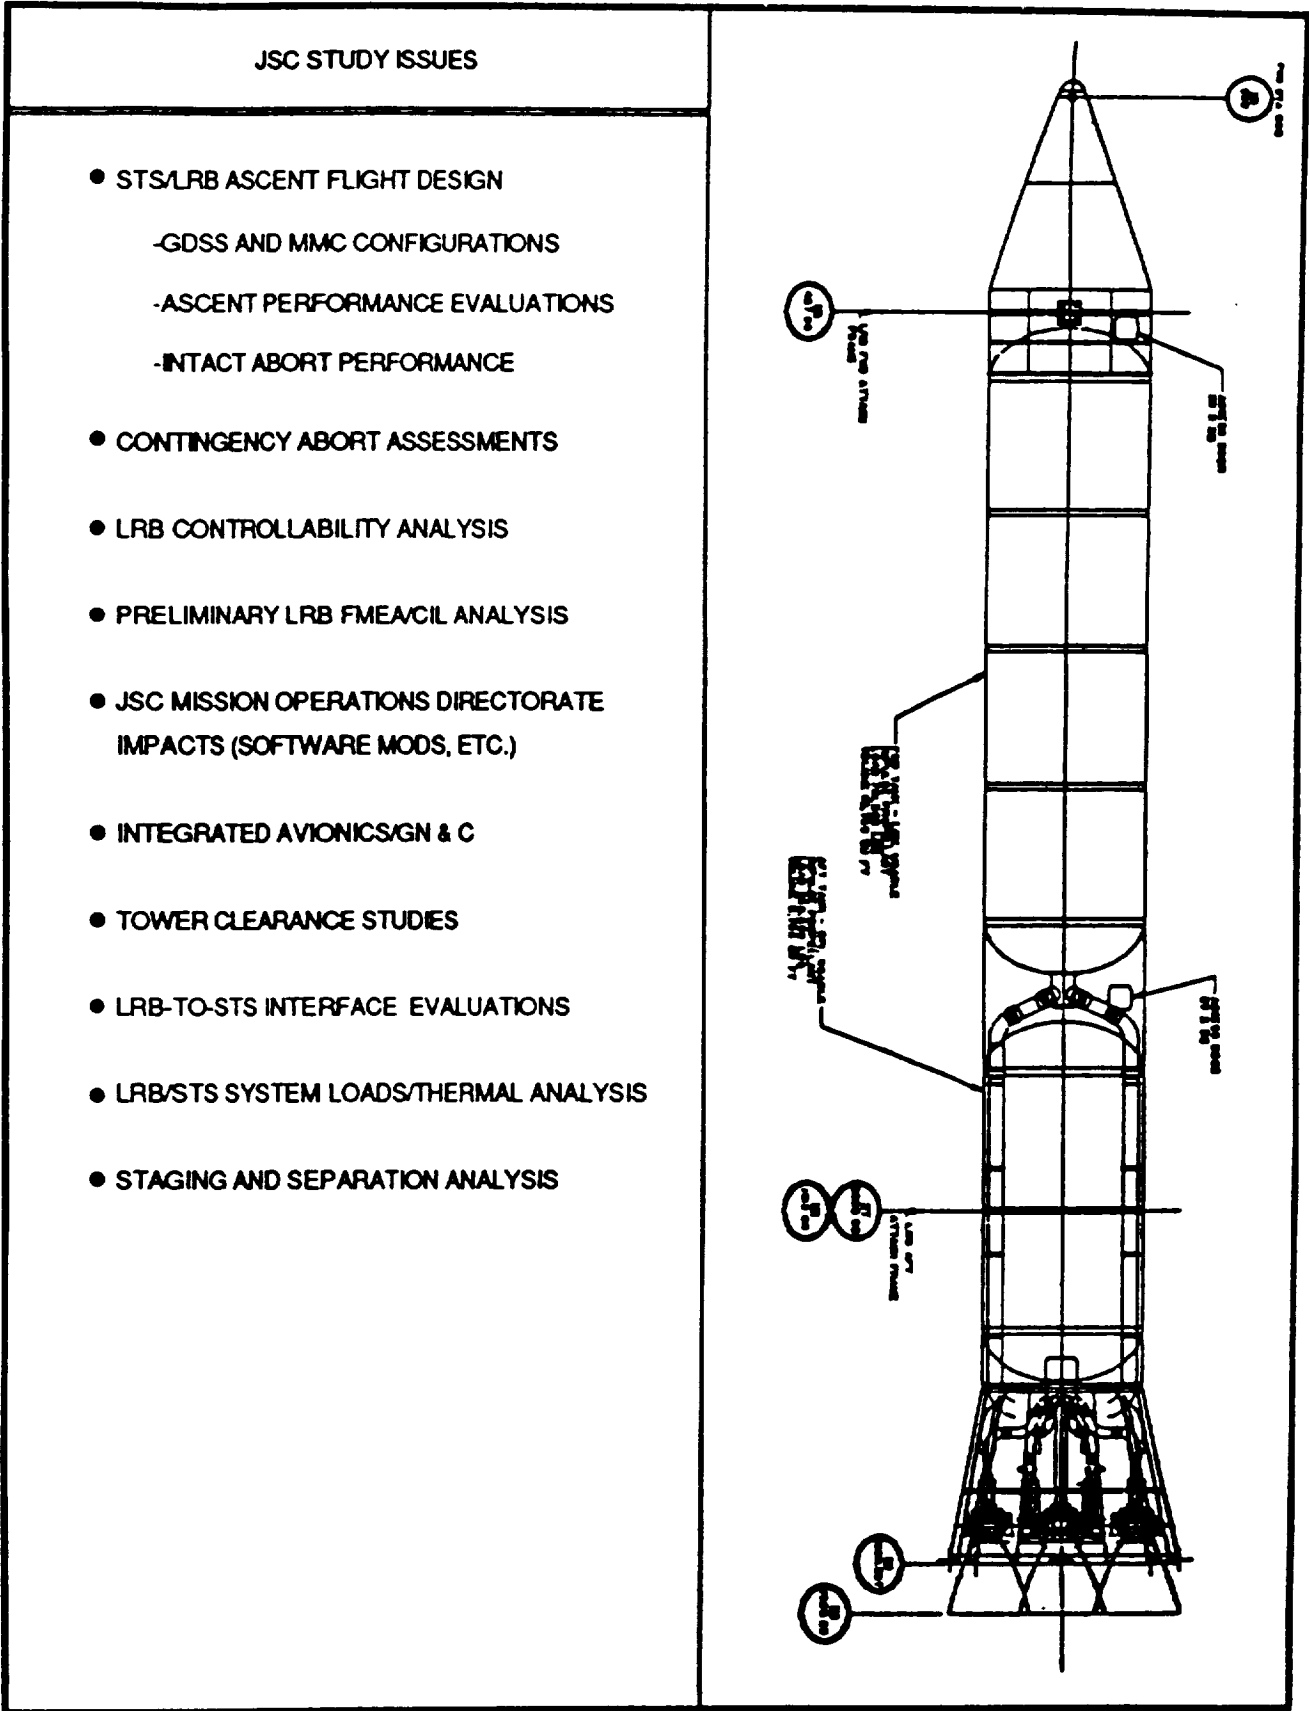 JSC STUDY ISSUES
● STS/LRB ASCENT FLIGHT DESIGN
-GDSS AND MMC CONFIGURATIONS
-ASCENT PERFORMANCE EVALUATIONS
-INTACT ABORT PERFORMANCE
● CONTINGENCY ABORT ASSESSMENTS
● LRB CONTROLLABILITY ANALYSIS
● PRELIMINARY LRB FMEA/CIL ANALYSIS
● JSC MISSION OPERATIONS DIRECTORATE
IMPACTS (SOFTWARE MODS, ETC.)
● INTEGRATED AVIONICS/GN & C
● TOWER CLEARANCE STUDIES
● LRB-TO-STS INTERFACE EVALUATIONS
● LRB/STS SYSTEM LOADS/THERMAL ANALYSIS
● STAGING AND SEPARATION ANALYSIS